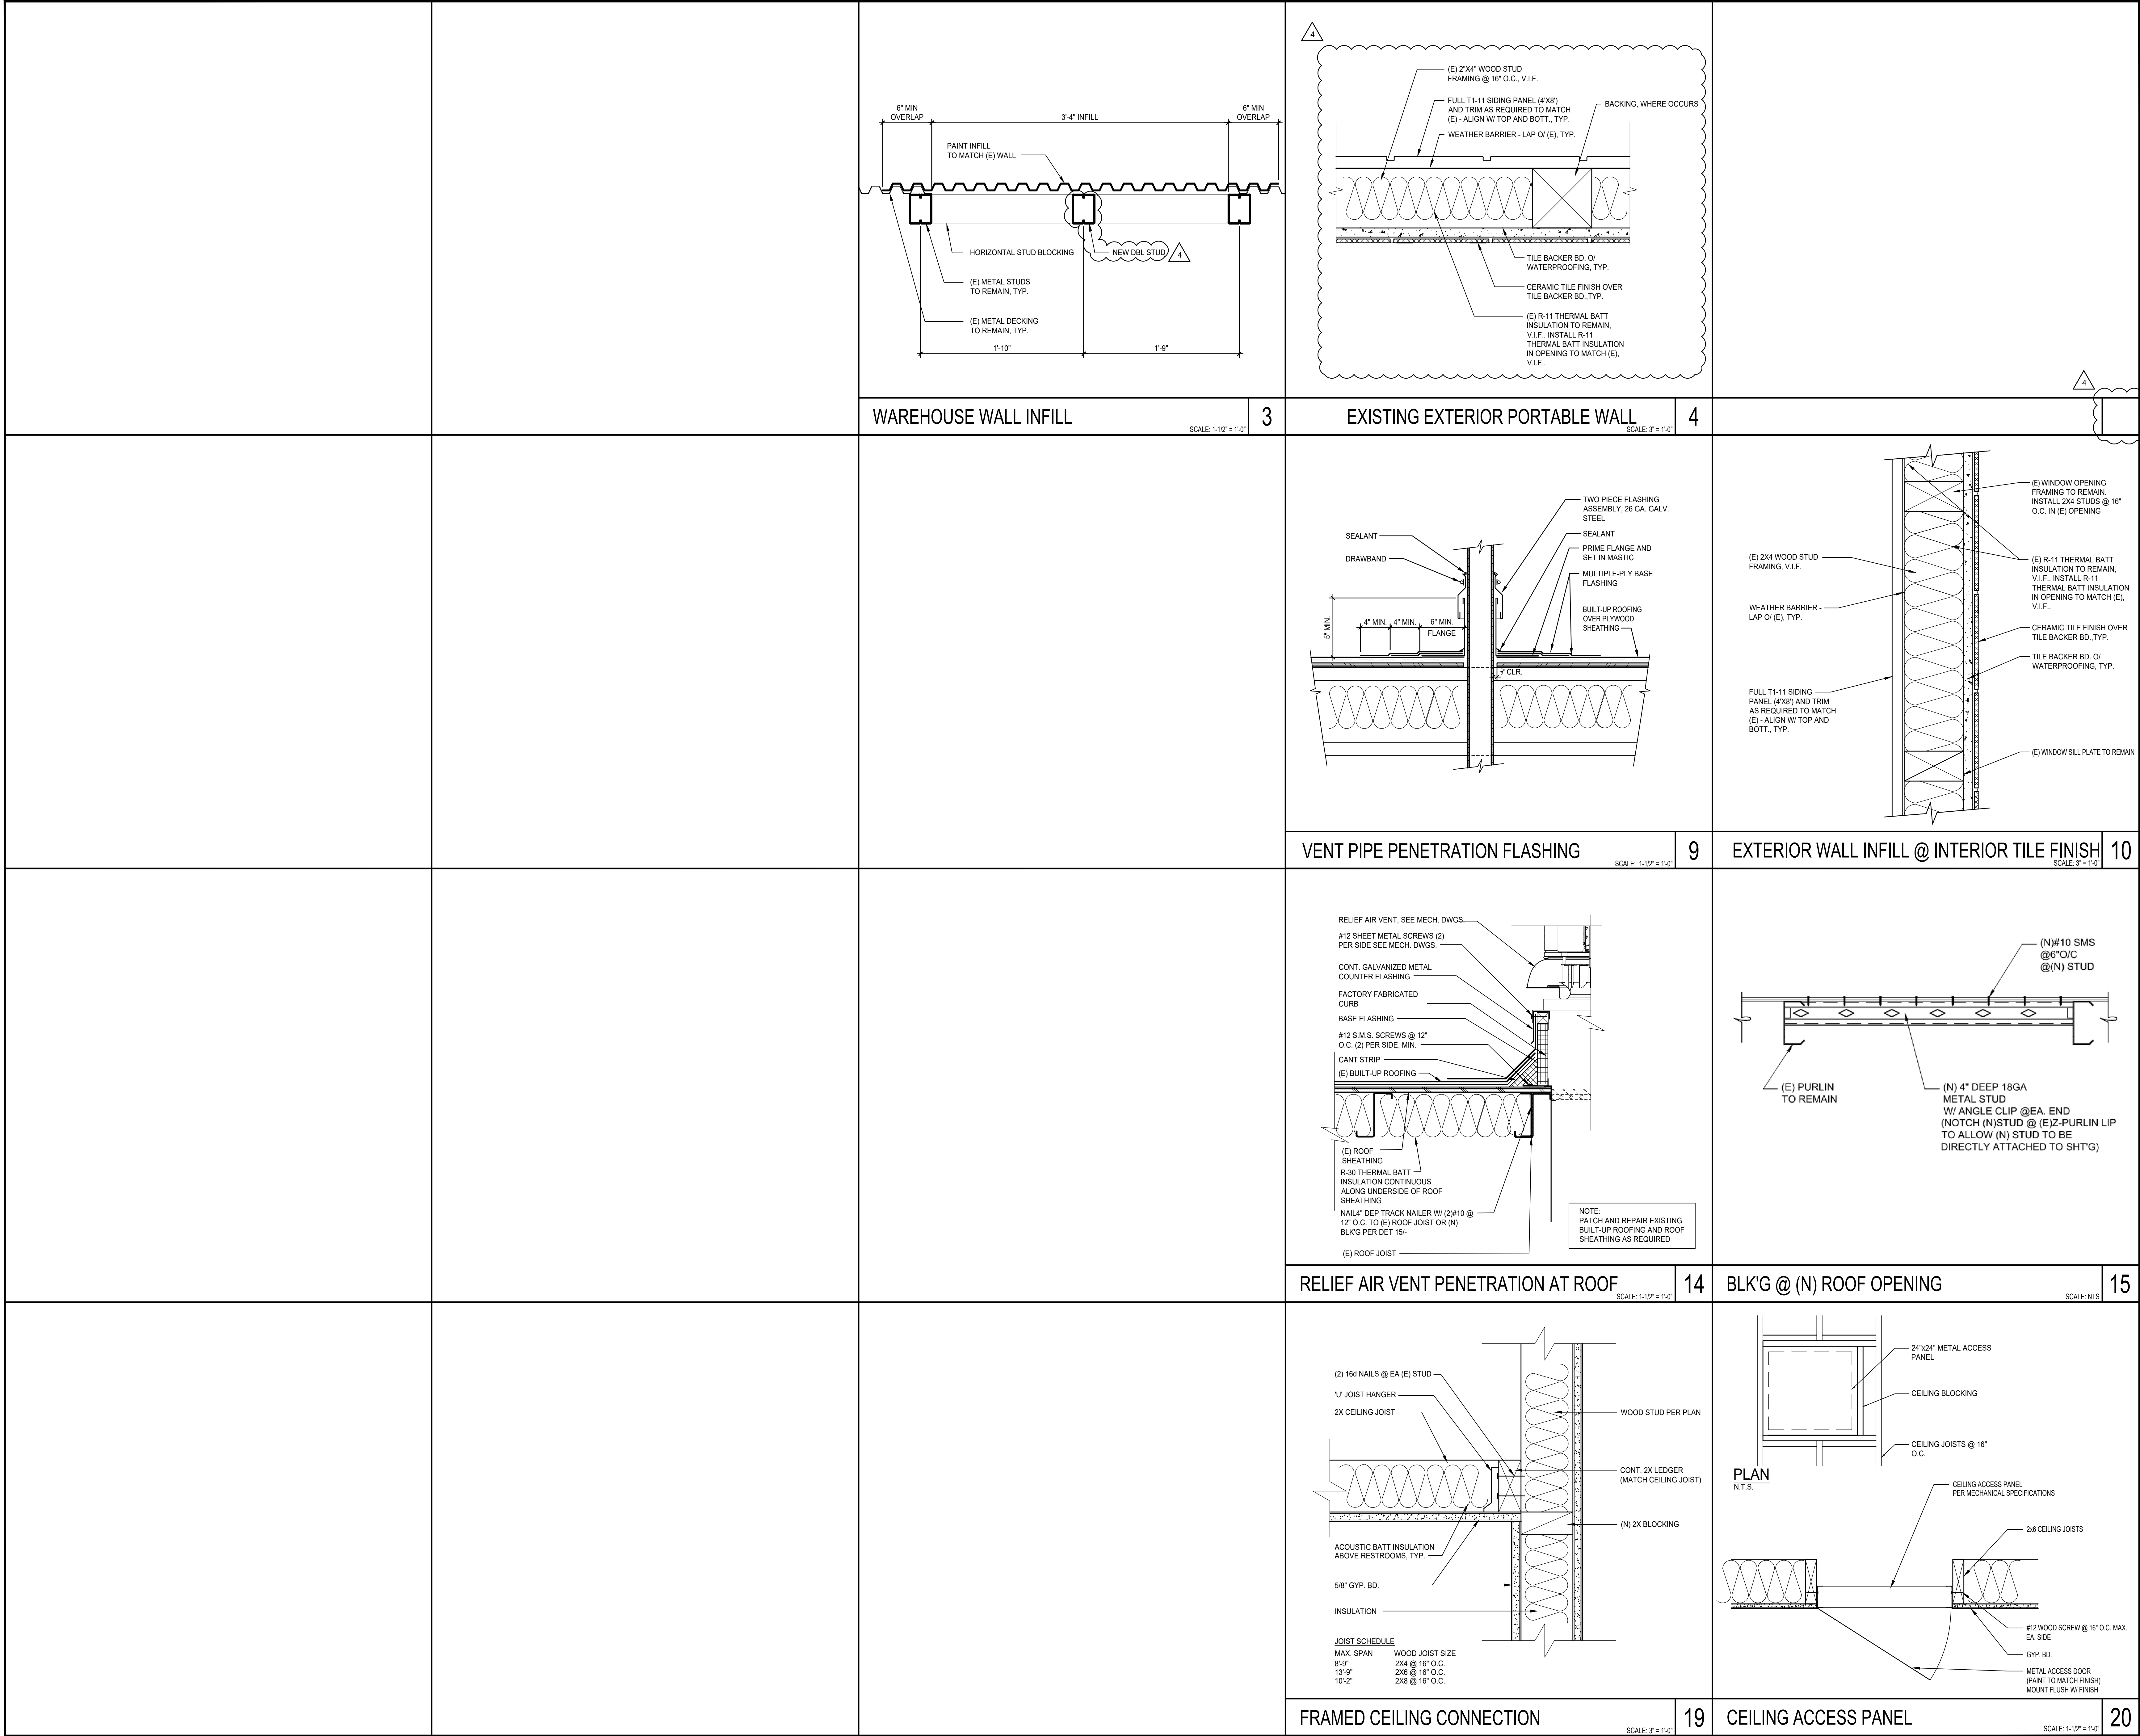 6" MIN
OVERLAP
3'-4" INFILL
6" MIN
OVERLAP
PAINT INFILL
TO MATCH (E) WALL
HORIZONTAL STUD BLOCKING
NEW DBL STUD
4
(E) METAL STUDS
TO REMAIN, TYP.
(E) METAL DECKING
TO REMAIN, TYP.
1'-10"
1'-9"
WAREHOUSE WALL INFILL
SCALE: 1-1/2" = 1'-0"
3
4
(E) 2"X4" WOOD STUD
FRAMING @ 16" O.C., V.I.F.
FULL T1-11 SIDING PANEL (4'X8')
AND TRIM AS REQUIRED TO MATCH
(E) - ALIGN W/ TOP AND BOTT., TYP.
WEATHER BARRIER - LAP O/ (E), TYP.
BACKING, WHERE OCCURS
TILE BACKER BD. O/
WATERPROOFING, TYP.
CERAMIC TILE FINISH OVER
TILE BACKER BD.,TYP.
(E) R-11 THERMAL BATT
INSULATION TO REMAIN,
V.I.F.. INSTALL R-11
THERMAL BATT INSULATION
IN OPENING TO MATCH (E),
V.I.F..
EXISTING EXTERIOR PORTABLE WALL
SCALE: 3" = 1'-0"
4
4
TWO PIECE FLASHING
ASSEMBLY, 26 GA. GALV.
STEEL
SEALANT
SEALANT
DRAWBAND
PRIME FLANGE AND
SET IN MASTIC
MULTIPLE-PLY BASE
FLASHING
BUILT-UP ROOFING
OVER PLYWOOD
SHEATHING
5" MIN.
4" MIN.
4" MIN.
6" MIN.
FLANGE
CLR.
VENT PIPE PENETRATION FLASHING
SCALE: 1-1/2" = 1'-0"
9
(E) WINDOW OPENING
FRAMING TO REMAIN.
INSTALL 2X4 STUDS @ 16"
O.C. IN (E) OPENING
(E) 2X4 WOOD STUD
FRAMING, V.I.F.
(E) R-11 THERMAL BATT
INSULATION TO REMAIN,
V.I.F.. INSTALL R-11
THERMAL BATT INSULATION
IN OPENING TO MATCH (E),
V.I.F..
WEATHER BARRIER -
LAP O/ (E), TYP.
CERAMIC TILE FINISH OVER
TILE BACKER BD.,TYP.
TILE BACKER BD. O/
WATERPROOFING, TYP.
FULL T1-11 SIDING
PANEL (4'X8') AND TRIM
AS REQUIRED TO MATCH
(E) - ALIGN W/ TOP AND
BOTT., TYP.
(E) WINDOW SILL PLATE TO REMAIN
EXTERIOR WALL INFILL @ INTERIOR TILE FINISH
SCALE: 3" = 1'-0"
10
RELIEF AIR VENT, SEE MECH. DWGS.
#12 SHEET METAL SCREWS (2)
PER SIDE SEE MECH. DWGS.
CONT. GALVANIZED METAL
COUNTER FLASHING
FACTORY FABRICATED
CURB
BASE FLASHING
#12 S.M.S. SCREWS @ 12"
O.C. (2) PER SIDE, MIN.
CANT STRIP
(E) BUILT-UP ROOFING
(E) ROOF
SHEATHING
R-30 THERMAL BATT
INSULATION CONTINUOUS
ALONG UNDERSIDE OF ROOF
SHEATHING
NAIL4" DEP TRACK NAILER W/ (2)#10 @
12" O.C. TO (E) ROOF JOIST OR (N)
BLK'G PER DET 15/-
(E) ROOF JOIST
NOTE:
PATCH AND REPAIR EXISTING
BUILT-UP ROOFING AND ROOF
SHEATHING AS REQUIRED
RELIEF AIR VENT PENETRATION AT ROOF
SCALE: 1-1/2" = 1'-0"
14
(N)#10 SMS
@6"O/C
@(N) STUD
(E) PURLIN
TO REMAIN
(N) 4" DEEP 18GA
METAL STUD
W/ ANGLE CLIP @EA. END
(NOTCH (N)STUD @ (E)Z-PURLIN LIP
TO ALLOW (N) STUD TO BE
DIRECTLY ATTACHED TO SHT'G)
BLK'G @ (N) ROOF OPENING
SCALE: NTS
15
(2) 16d NAILS @ EA (E) STUD
'U' JOIST HANGER
2X CEILING JOIST
WOOD STUD PER PLAN
CONT. 2X LEDGER
(MATCH CEILING JOIST)
(N) 2X BLOCKING
ACOUSTIC BATT INSULATION
ABOVE RESTROOMS, TYP.
5/8" GYP. BD.
INSULATION
JOIST SCHEDULE
MAX. SPAN WOOD JOIST SIZE
8'-9" 2X4 @ 16" O.C.
13'-9" 2X6 @ 16" O.C.
10'-2" 2X8 @ 16" O.C.
FRAMED CEILING CONNECTION
SCALE: 3" = 1'-0"
19
24"x24" METAL ACCESS
PANEL
CEILING BLOCKING
CEILING JOISTS @ 16"
O.C.
PLAN
N.T.S.
CEILING ACCESS PANEL
PER MECHANICAL SPECIFICATIONS
2x6 CEILING JOISTS
#12 WOOD SCREW @ 16" O.C. MAX.
EA. SIDE
GYP. BD.
METAL ACCESS DOOR
(PAINT TO MATCH FINISH)
MOUNT FLUSH W/ FINISH
CEILING ACCESS PANEL
SCALE: 1-1/2" = 1'-0"
20